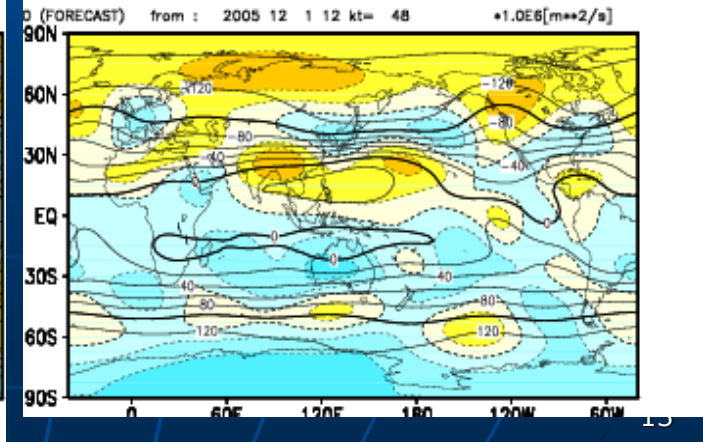 0 (FORECAST) from : 2005 12 1 12 kt= 48 *1.0E6[m**2/s]
90N
-120 -120
60N
-80
-80
30N -40 -40
0
EQ 0
0
0
30S 40
40
80 80
60S 120 120
90S
0 60E 120E 180 120W 60W
15